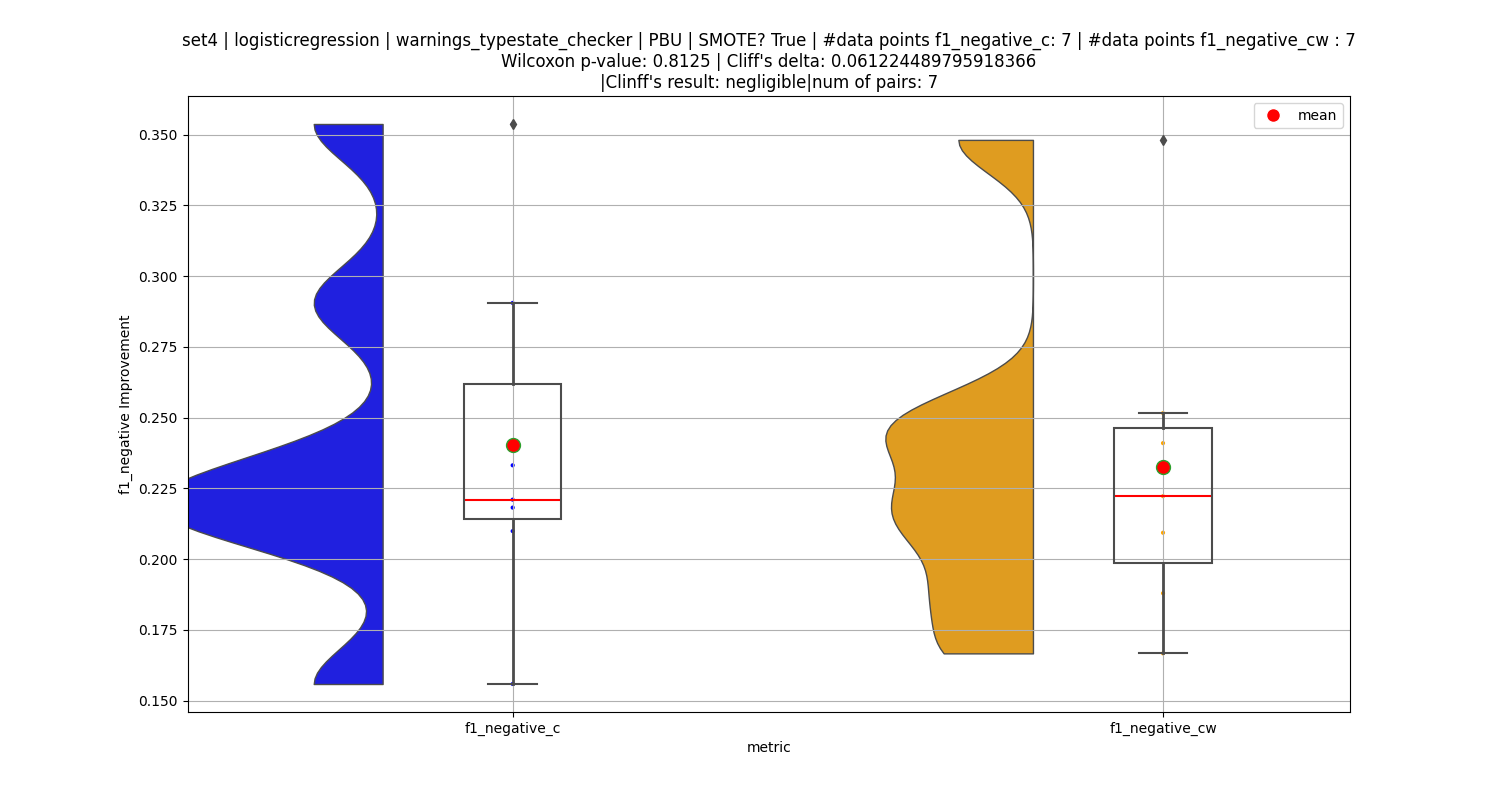 set4 | logisticregression | warnings_typestate_checker | PBU | SMOTE? True | #data points f1_negative_c: 7 | #data points f1_negative_cw : 7
Wilcoxon p-value: 0.8125 | Cliff's delta: 0.061224489795918366
|Clinff's result: negligible|num of pairs: 7
mean
0.350
0.325
0.300
0.275
0.250
0.225
0.200
0.175
0.150
f1_negative Improvement
f1_negative_c
f1_negative_cw
metric